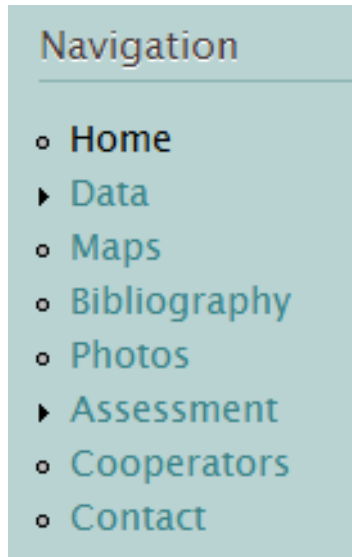 Navigation
Home
Data
Maps
Bibliography
Photos
Assessment
Cooperators
Contact